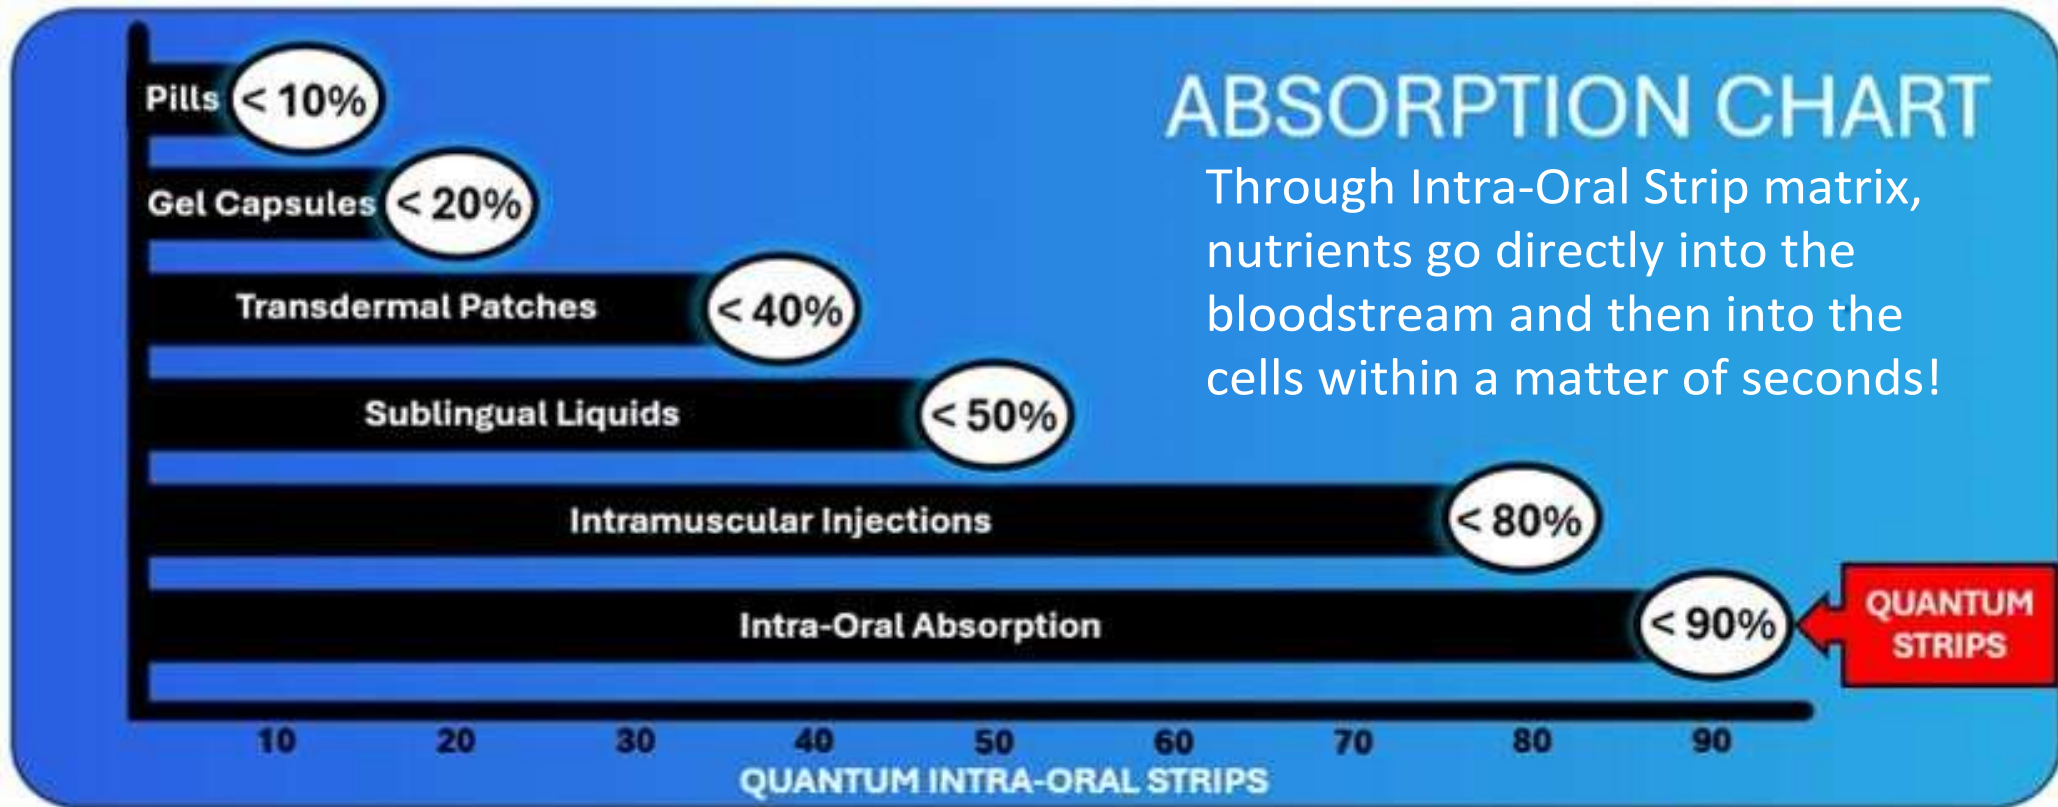 ABSORPTION CHART
Through Intra-Oral Strip matrix,
nutrients go directly into the
bloodstream and then into the
cells within a matter of seconds!
Pills < 10%
Gel Capsules < 20%
Transdermal Patches < 40%
Sublingual Liquids < 50%
Intramuscular Injections < 80%
Intra-Oral Absorption < 90%
QUANTUM
STRIPS
10 20 30 40 50 60 70 80 90
QUANTUM INTRA-ORAL STRIPS